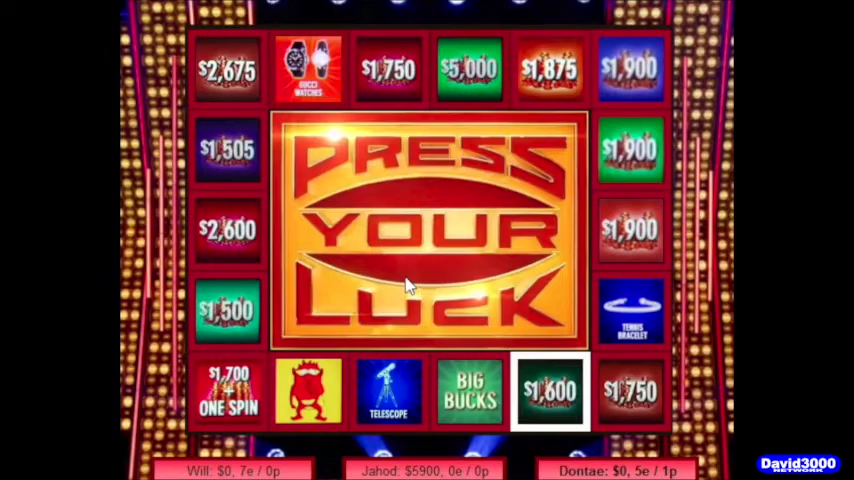 $2,675
GUCCI
WATCHES
$1,750
$5,000
$1,875
$1,900
$1,505
$1,900
PRESS
YOUR
LUCK
$2,600
$1,900
$1,500
TENNIS
BRACELET
$1,700
+
ONE SPIN
TELESCOPE
BIG
BUCKS
$1,600
$1,750
Will: $0, 7e / 0p
Jahod: $5900, 0e / 0p
Dontae: $0, 5e / 1p
David3000
NETWORK